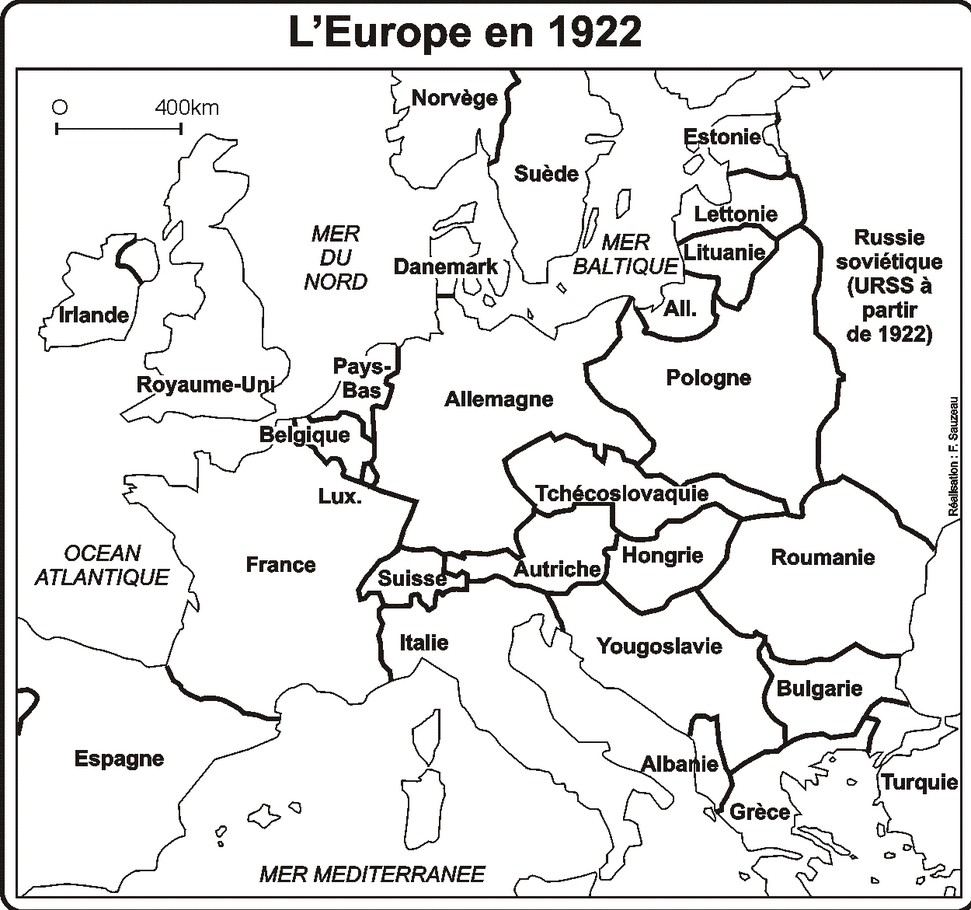 L'Europe en 1922
O 400km
Norvège
Suède
Estonie
Lettonie
Lituanie
MER
DU
NORD
MER
BALTIQUE
Danemark
Russie
soviétique
(URSS à
partir
de 1922)
Irlande
All.
Royaume-Uni
Pays-
Bas
Allemagne
Pologne
Belgique
Lux.
Tchécoslovaquie
OCEAN
ATLANTIQUE
France
Suisse
Autriche
Hongrie
Roumanie
Italie
Yougoslavie
Bulgarie
Espagne
Albanie
Grèce
Turquie
MER MEDITERRANEE
Réalisation : F. Sauzeau